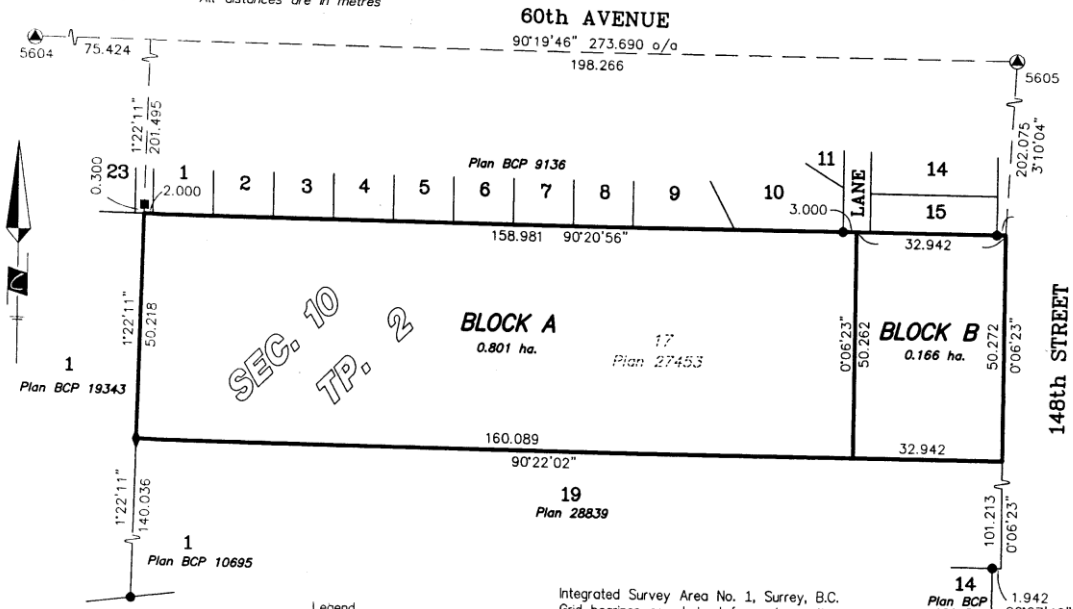 60th AVENUE
90°19'46" 273.690 o/a
5604
75.424
198.266
5605
1°22'11"
201.495
202.075
3°10'04"
0.300
23
1
2.000
2
3
4
5
6
7
8
9
10
11
Plan BCP 9136
LANE
14
15
3.000
158.981 90°20'56"
32.942
1°22'11"
50.218
SEC. 10
TP. 2
BLOCK A
0.801 ha.
17
Plan 27453
0°06'23"
50.262
BLOCK B
0.166 ha.
50.272
0°06'23"
148th STREET
1
Plan BCP 19343
160.089
90°22'02"
32.942
19
Plan 28839
1°22'11"
140.036
101.213
0°06'23"
1
Plan BCP 10695
14
Plan BCP
1.942
Legend
Integrated Survey Area No. 1, Surrey, B.C.